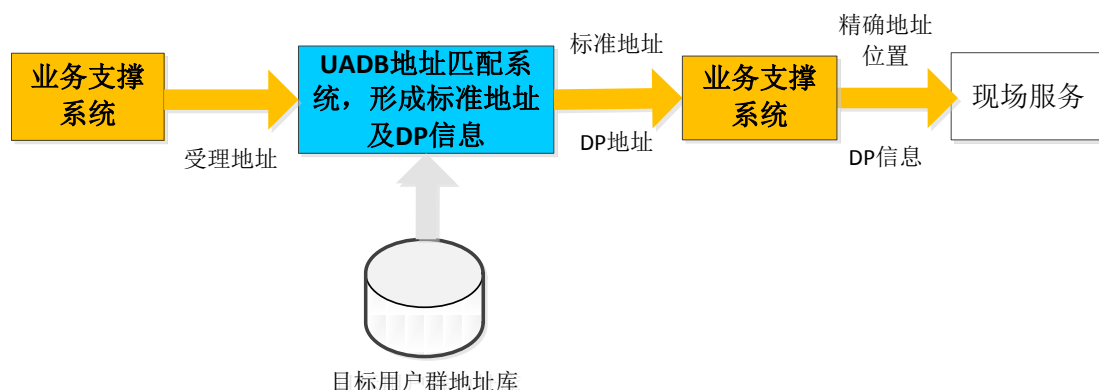 业务支撑
系统
受理地址
UADB地址匹配系
统，形成标准地址
及DP信息
标准地址
DP地址
业务支撑
系统
精确地址
位置
DP信息
现场服务
目标用户群地址库